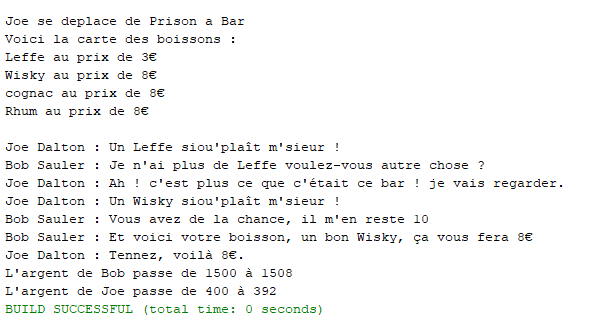 Joe se deplace de Prison a Bar
Voici la carte des boissons :
Leffe au prix de 3€
Wisky au prix de 8€
cognac au prix de 8€
Rhum au prix de 8€
Joe Dalton : Un Leffe siou'plaît m'sieur !
Bob Sauler : Je n'ai plus de Leffe voulez-vous autre chose ?
Joe Dalton : Ah ! c'est plus ce que c'était ce bar ! je vais regarder.
Joe Dalton : Un Wisky siou'plaît m'sieur !
Bob Sauler : Vous avez de la chance, il m'en reste 10
Bob Sauler : Et voici votre boisson, un bon Wisky, ça vous fera 8€
Joe Dalton : Tennez, voilà 8€.
L'argent de Bob passe de 1500 à 1508
L'argent de Joe passe de 400 à 392
BUILD SUCCESSFUL (total time: 0 seconds)